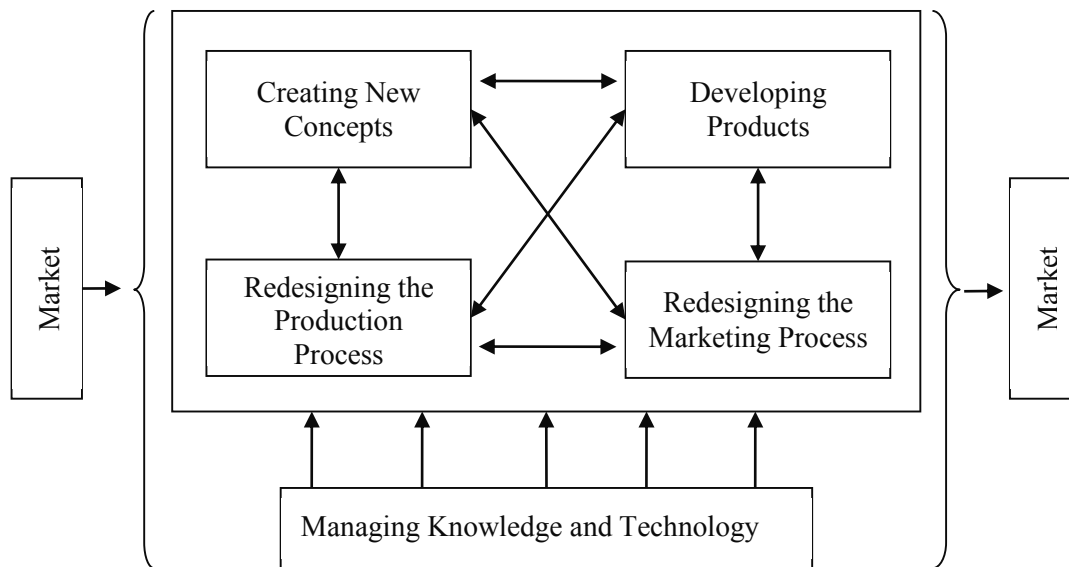 Creating New
Concepts
Developing
Products
Market
Redesigning the
Production
Process
Redesigning the
Marketing Process
Market
Managing Knowledge and Technology